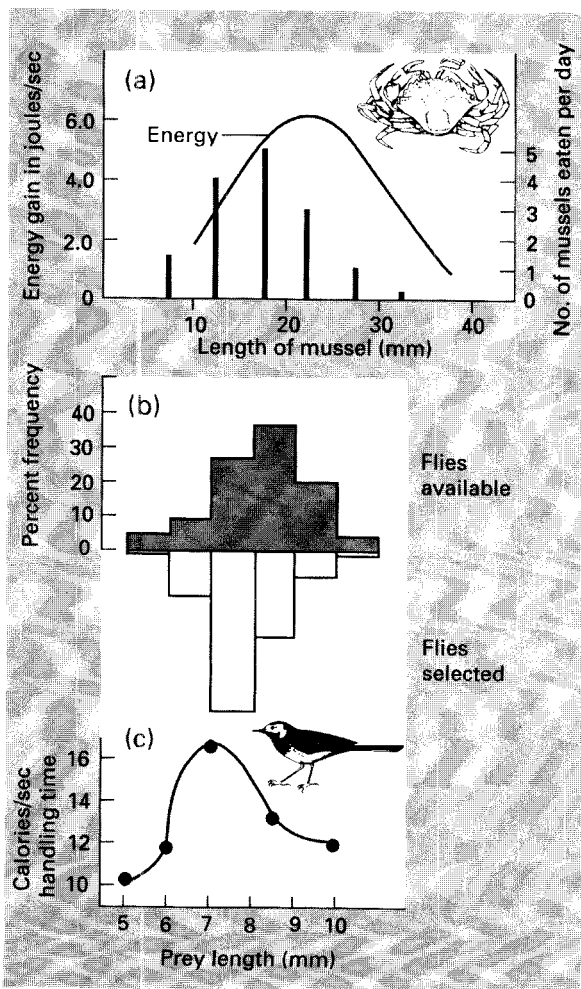 (a)
Energy gain in joules/sec
6.0
4.0
2.0
0
Energy
No. of mussels eaten per day
5
4
3
2
1
0
10 20 30 40
Length of mussel (mm)
(b)
Percent frequency
40
30
20
10
0
Flies
available
Flies
selected
(c)
Calories/sec
handling time
16
14
12
10
5 6 7 8 9 10
Prey length (mm)